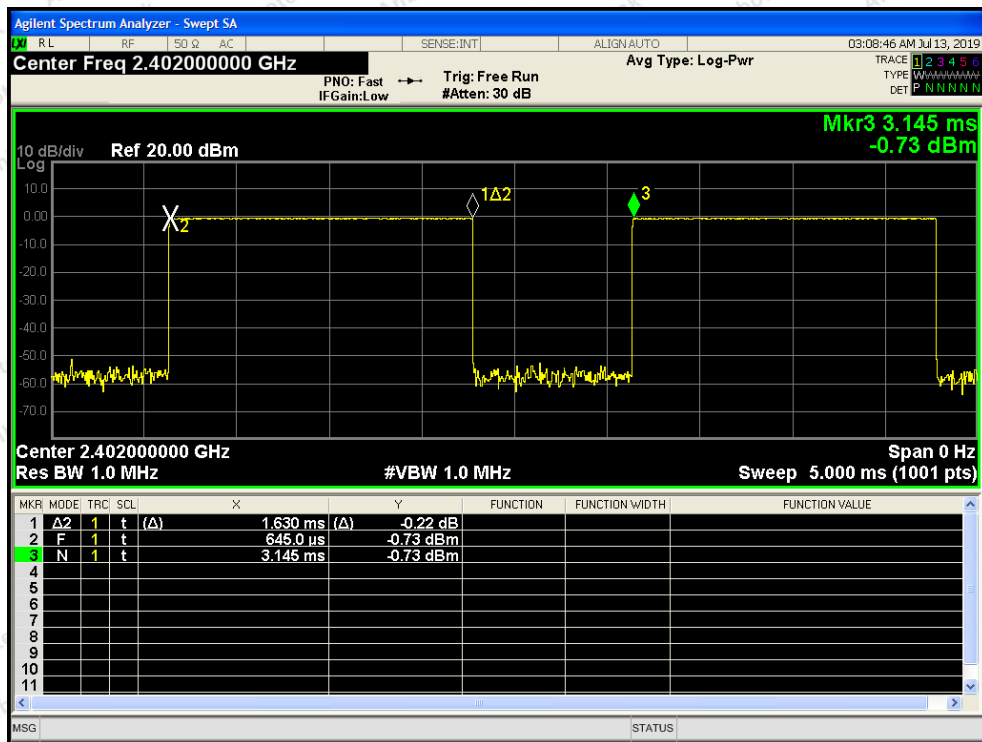 Agilent Spectrum Analyzer - Swept SA
LXI RL RF 50 Ω AC SENSE:INT ALIGN AUTO 03:08:46 AM Jul 13, 2019
Center Freq 2.402000000 GHz
PNO: Fast
IFGain:Low
Trig: Free Run
#Atten: 30 dB
Avg Type: Log-Pwr
TRACE 1 2 3 4 5 6
TYPE WWWWWW
DET P N N N N N
Mkr3 3.145 ms
-0.73 dBm
10 dB/div Ref 20.00 dBm
Log
10.0
0.00
-10.0
-20.0
-30.0
-40.0
-50.0
-60.0
-70.0
X2
1Δ2
3
Center 2.402000000 GHz Span 0 Hz
Res BW 1.0 MHz #VBW 1.0 MHz Sweep 5.000 ms (1001 pts)
MKR MODE TRC SCL X Y FUNCTION FUNCTION WIDTH FUNCTION VALUE
1 Δ2 1 t (Δ) 1.630 ms (Δ) -0.22 dB
2 F 1 t 645.0 µs -0.73 dBm
3 N 1 t 3.145 ms -0.73 dBm
4
5
6
7
8
9
10
11
MSG STATUS